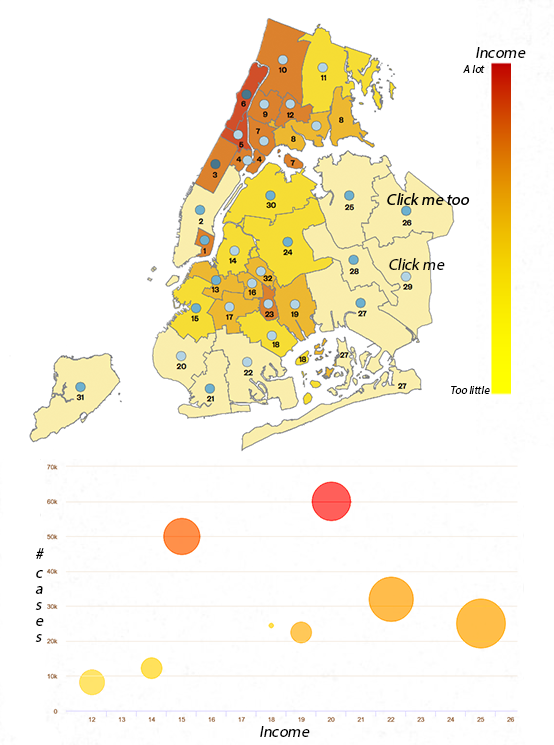 Income
A lot
10
11
6
9
12
8
7
8
5
4
4
7
3
30
25
Click me too
26
2
1
24
14
Click me
28
32
29
13
16
15
17
23
19
27
18
20
22
18
27
21
31
27
Too little
70k
60k
50k
# cases
40k
30k
20k
10k
0
12 13 14 15 16 17 18 19 20 21 22 23 24 25 26
Income